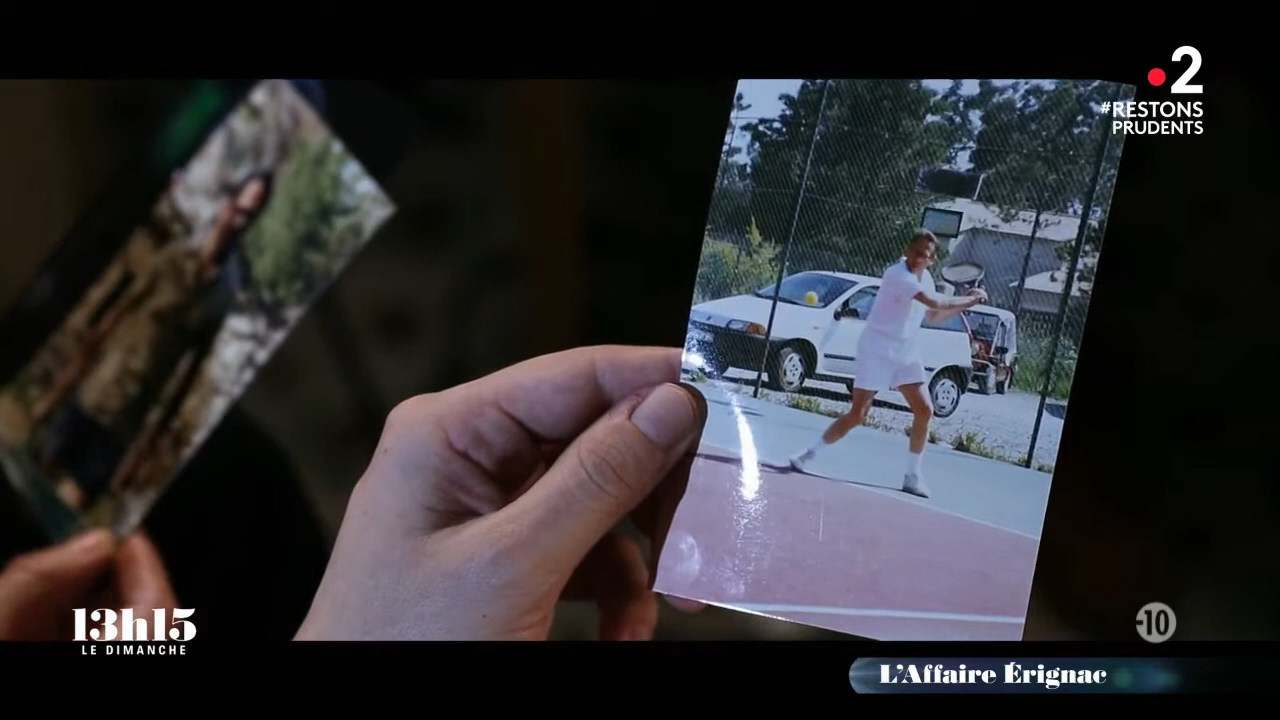 2
#RESTONS
PRUDENTS
13h15
LE DIMANCHE
-10
L'Affaire Érignac